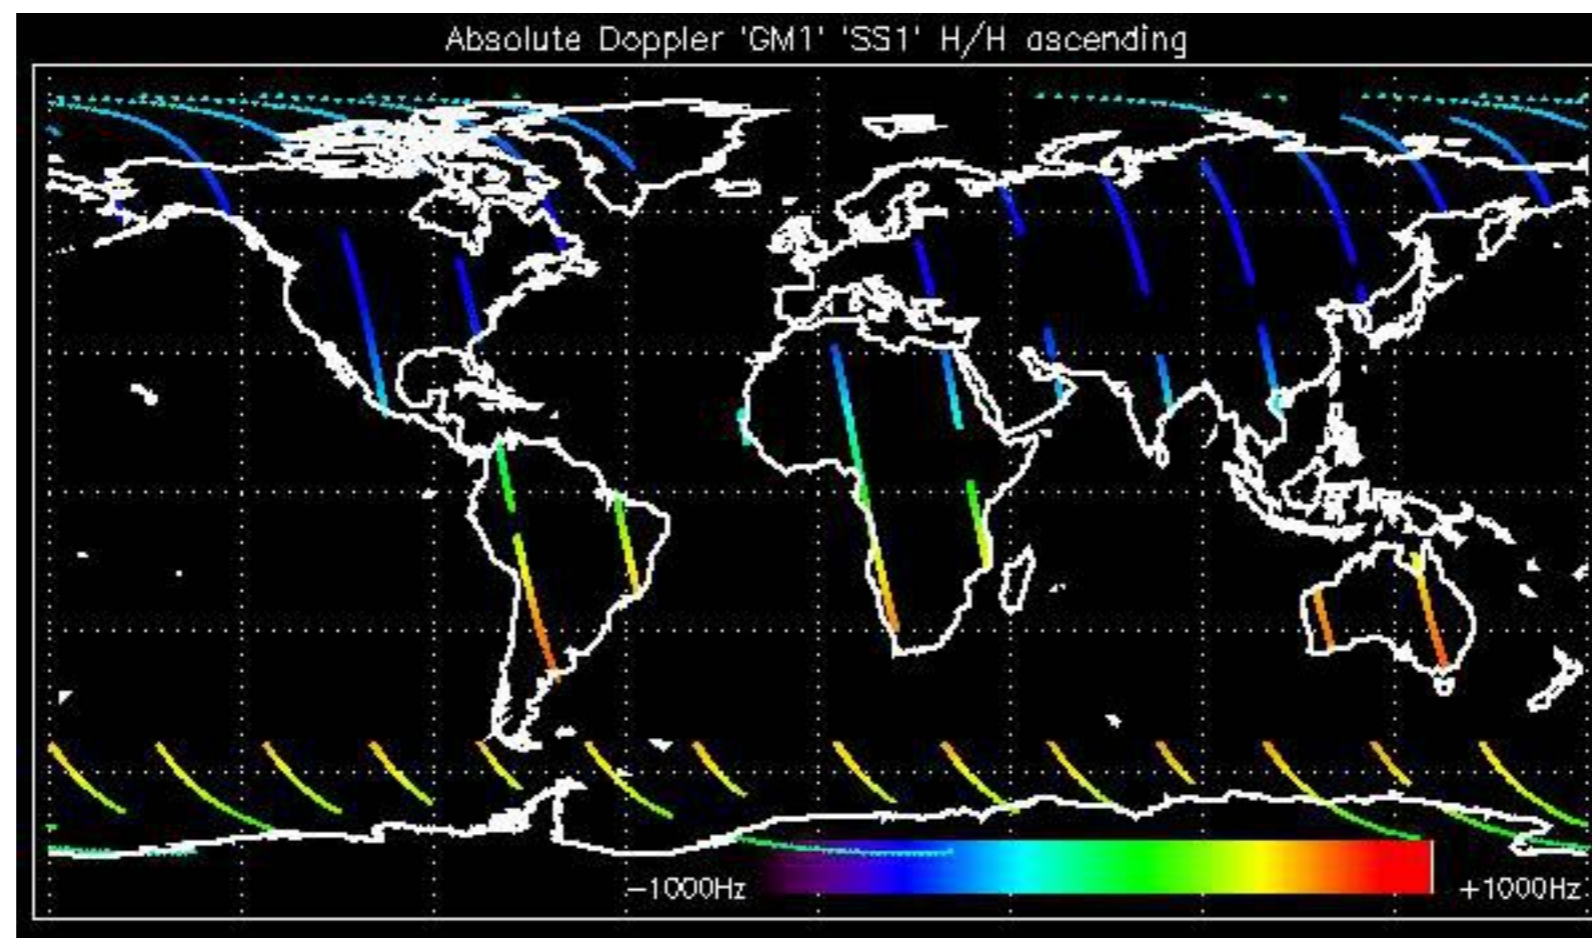 Absolute Doppler 'GM1' 'SS1' H/H ascending
−1000Hz
+1000Hz